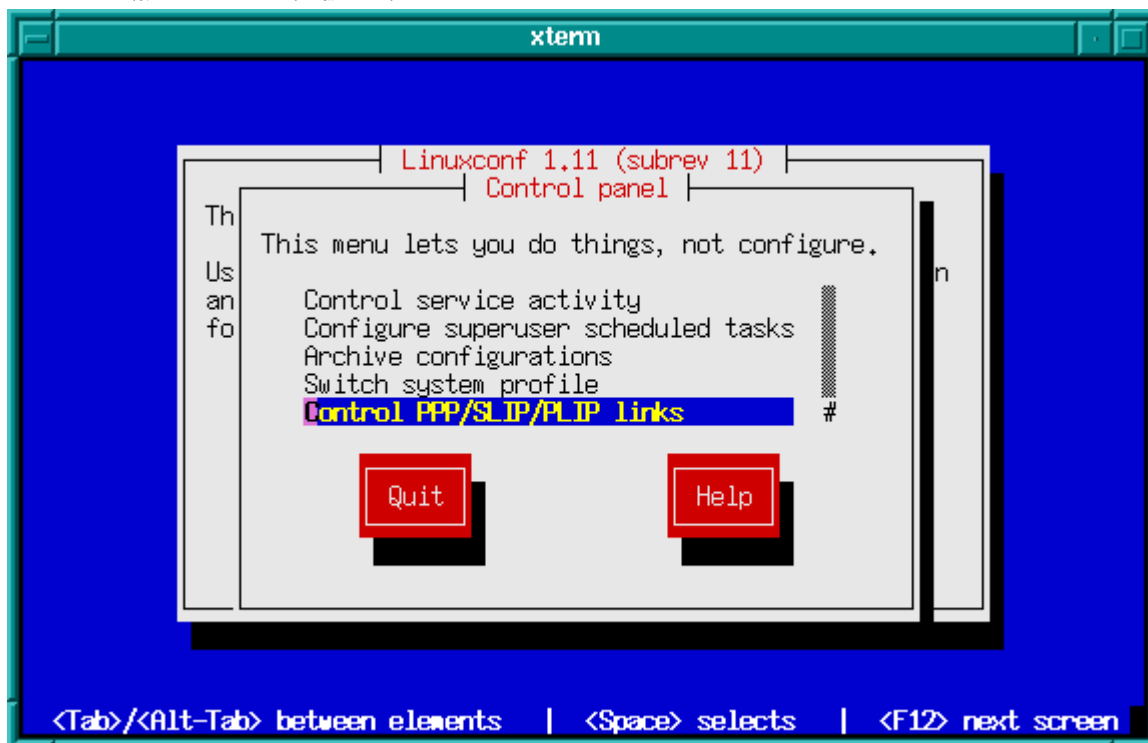 xterm
Linuxconf 1.11 (subrev 11)
Control panel
Th
This menu lets you do things, not configure.
Us
n
an
Control service activity
fo
Configure superuser scheduled tasks
Archive configurations
Switch system profile
Control PPP/SLIP/PLIP links
#
Quit
Help
<Tab>/<Alt-Tab> between elements | <Space> selects | <F12> next screen